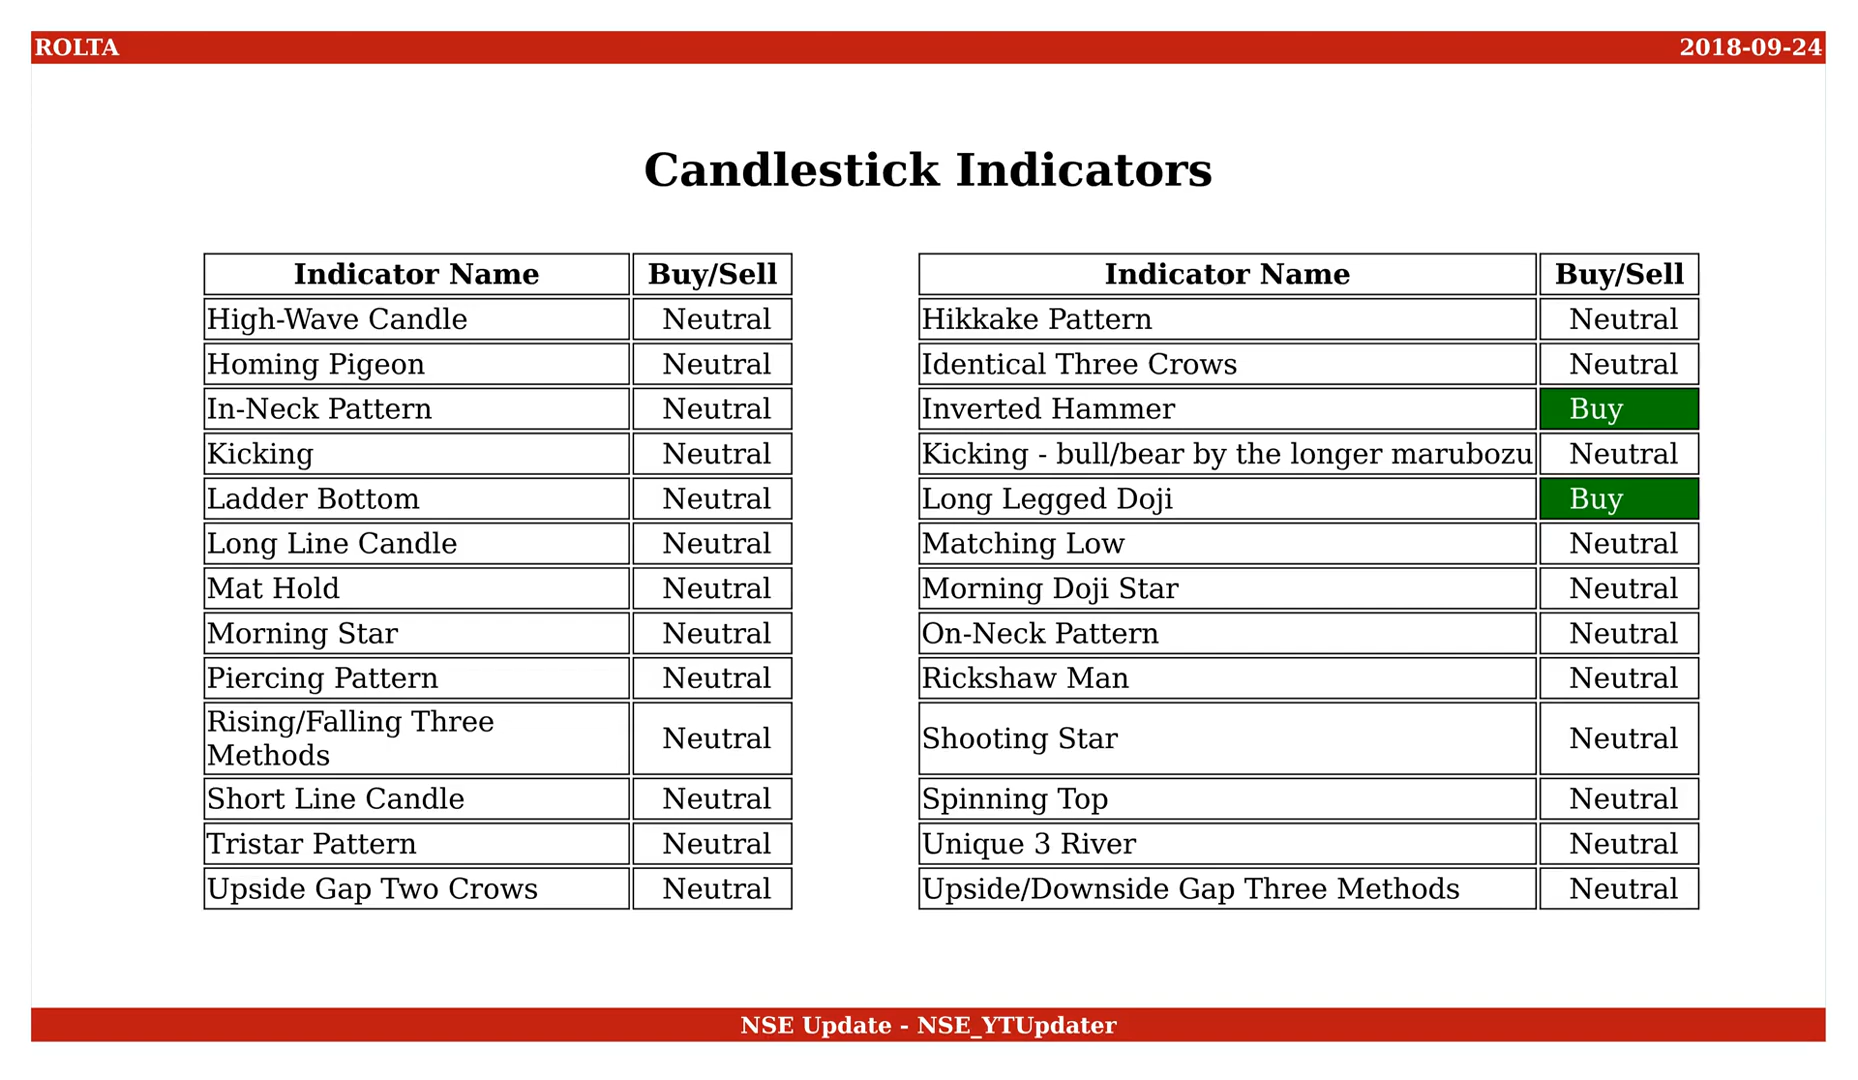 ROLTA 2018-09-24
Candlestick Indicators
Indicator Name Buy/Sell
High-Wave Candle Neutral
Homing Pigeon Neutral
In-Neck Pattern Neutral
Kicking Neutral
Ladder Bottom Neutral
Long Line Candle Neutral
Mat Hold Neutral
Morning Star Neutral
Piercing Pattern Neutral
Rising/Falling Three
Methods Neutral
Short Line Candle Neutral
Tristar Pattern Neutral
Upside Gap Two Crows Neutral
Indicator Name Buy/Sell
Hikkake Pattern Neutral
Identical Three Crows Neutral
Inverted Hammer Buy
Kicking - bull/bear by the longer marubozu Neutral
Long Legged Doji Buy
Matching Low Neutral
Morning Doji Star Neutral
On-Neck Pattern Neutral
Rickshaw Man Neutral
Shooting Star Neutral
Spinning Top Neutral
Unique 3 River Neutral
Upside/Downside Gap Three Methods Neutral
NSE Update - NSE_YTUpdater